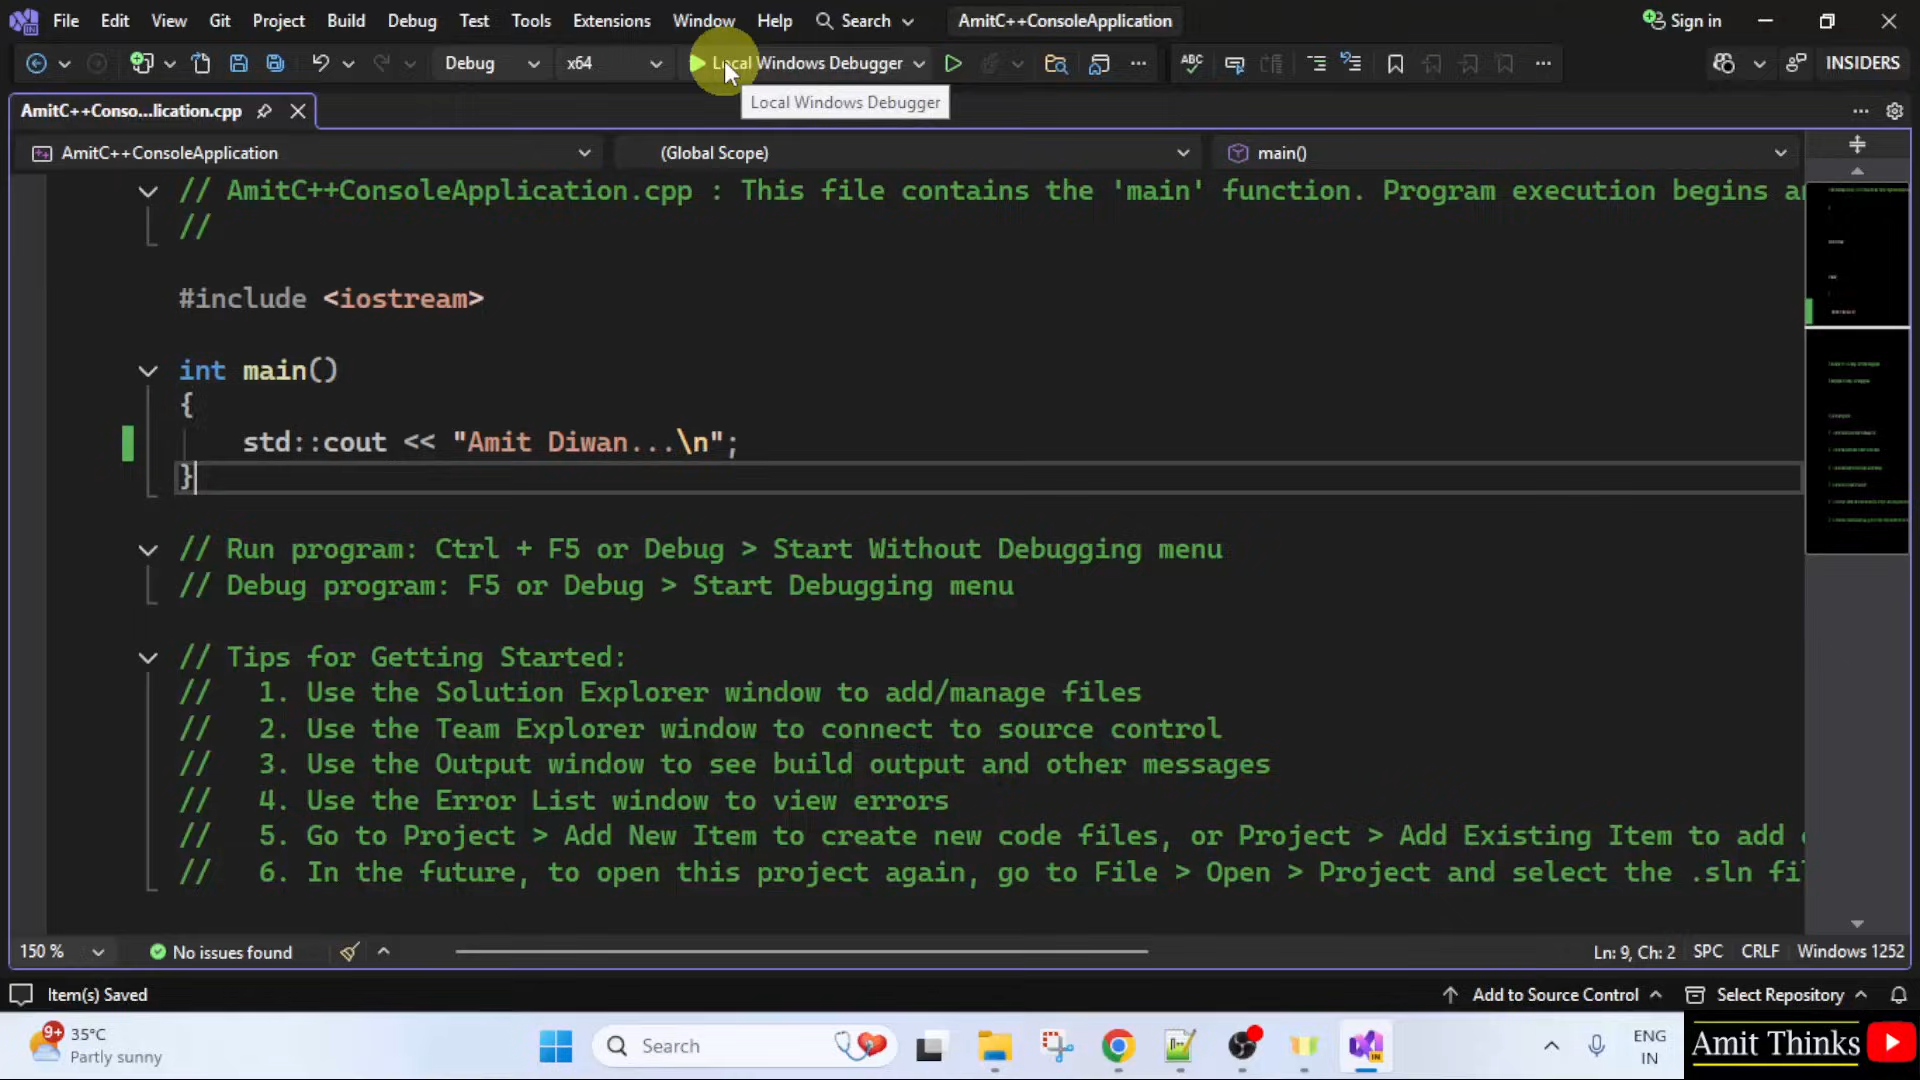 File Edit View Git Project Build Debug Test Tools Extensions Window Help Search AmitC++ConsoleApplication Sign in
Debug x64 Local Windows Debugger INSIDERS
Local Windows Debugger
AmitC++Conso...lication.cpp
AmitC++ConsoleApplication (Global Scope) main()
// AmitC++ConsoleApplication.cpp : This file contains the 'main' function. Program execution begins a
//
#include <iostream>
int main()
{
std::cout << "Amit Diwan...\n";
}
// Run program: Ctrl + F5 or Debug > Start Without Debugging menu
// Debug program: F5 or Debug > Start Debugging menu
// Tips for Getting Started:
//   1. Use the Solution Explorer window to add/manage files
//   2. Use the Team Explorer window to connect to source control
//   3. Use the Output window to see build output and other messages
//   4. Use the Error List window to view errors
//   5. Go to Project > Add New Item to create new code files, or Project > Add Existing Item to add
//   6. In the future, to open this project again, go to File > Open > Project and select the .sln fil
150 % No issues found Ln: 9, Ch: 2 SPC CRLF Windows 1252
Item(s) Saved Add to Source Control Select Repository
9+ 35°C
Partly sunny
Search
ENG
IN
Amit Thinks